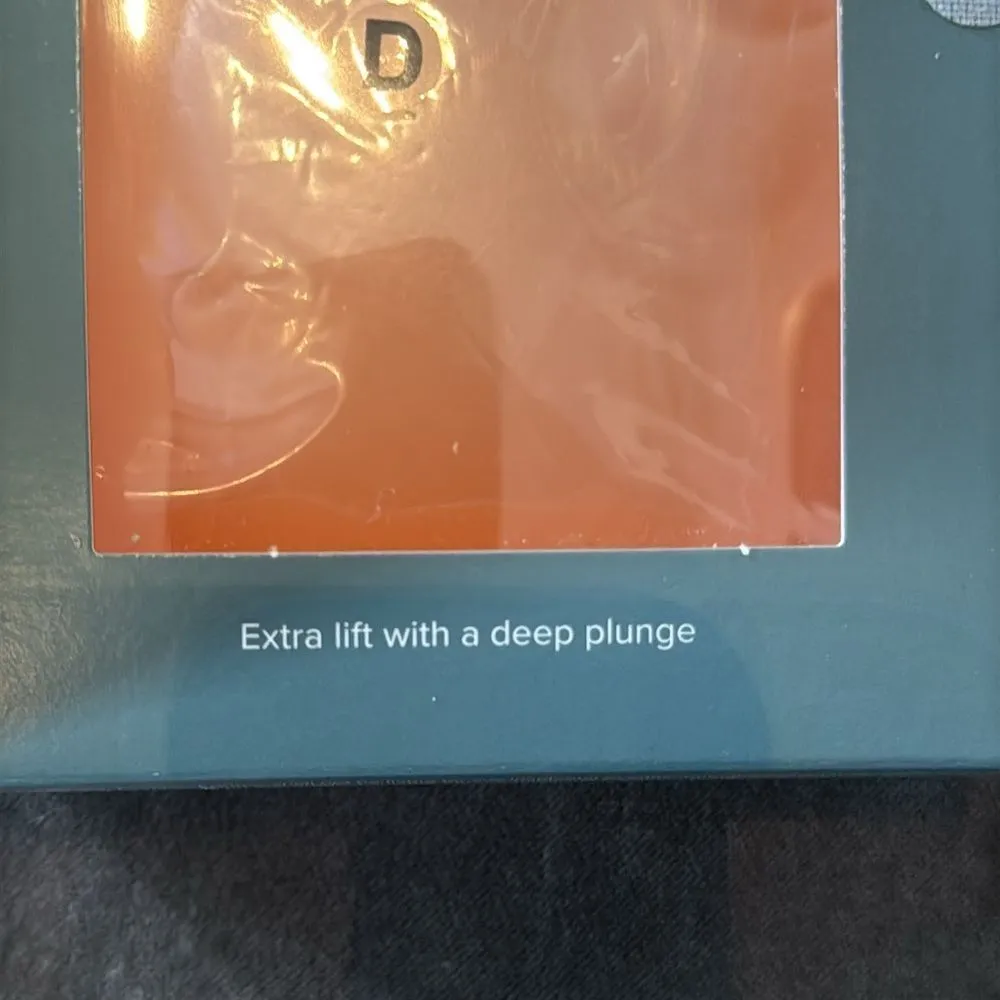 D
Extra lift with a deep plunge